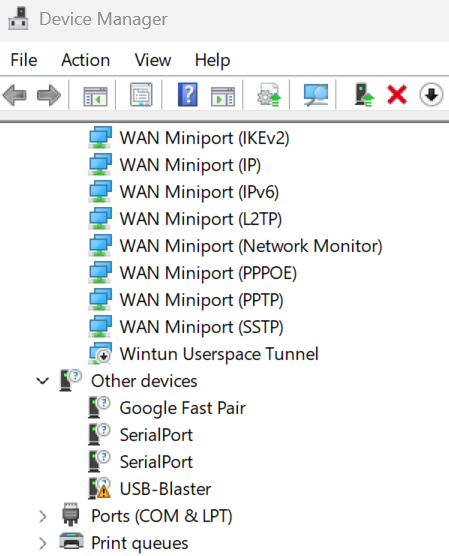 Device Manager
File Action View Help
WAN Miniport (IKEv2)
WAN Miniport (IP)
WAN Miniport (IPv6)
WAN Miniport (L2TP)
WAN Miniport (Network Monitor)
WAN Miniport (PPPOE)
WAN Miniport (PPTP)
WAN Miniport (SSTP)
Wintun Userspace Tunnel
Other devices
Google Fast Pair
SerialPort
SerialPort
USB-Blaster
Ports (COM & LPT)
Print queues